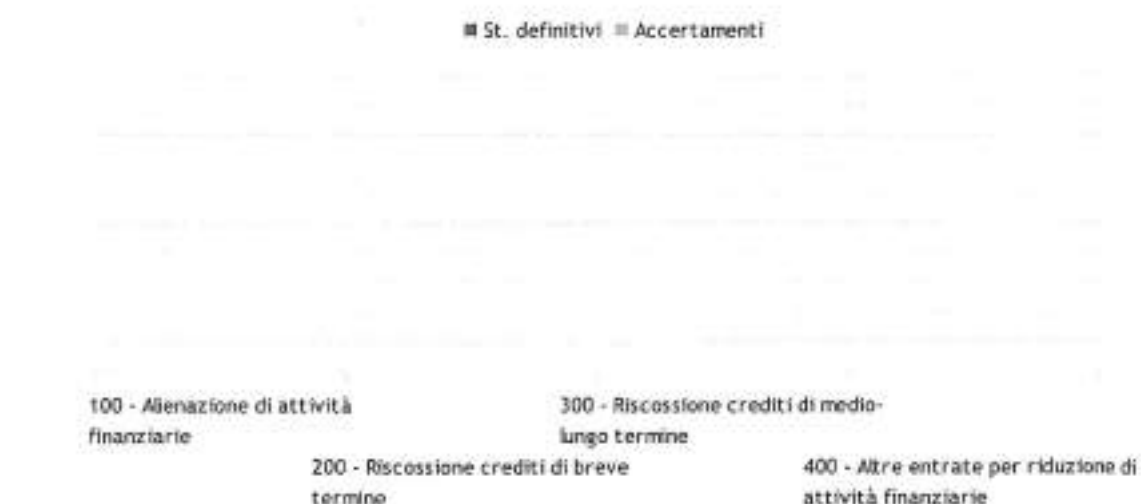 St. definitivi Accertamenti
100 - Alienazione di attività
finanziarie
200 - Riscossione crediti di breve
termine
300 - Riscossione crediti di medio-
lungo termine
400 - Altre entrate per riduzione di
attività finanziarie